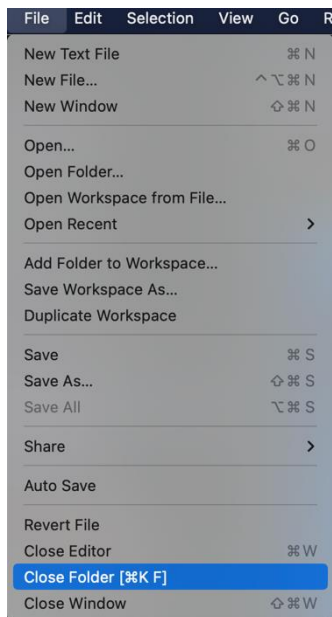 File Edit Selection View Go
New Text File ⌘ N
New File... ^ ⌥ ⌘ N
New Window ⇧ ⌘ N
Open... ⌘ O
Open Folder...
Open Workspace from File...
Open Recent >
Add Folder to Workspace...
Save Workspace As...
Duplicate Workspace
Save ⌘ S
Save As... ⇧ ⌘ S
Save All ⌥ ⌘ S
Share >
Auto Save
Revert File
Close Editor ⌘ W
Close Folder [⌘K F]
Close Window ⇧ ⌘ W